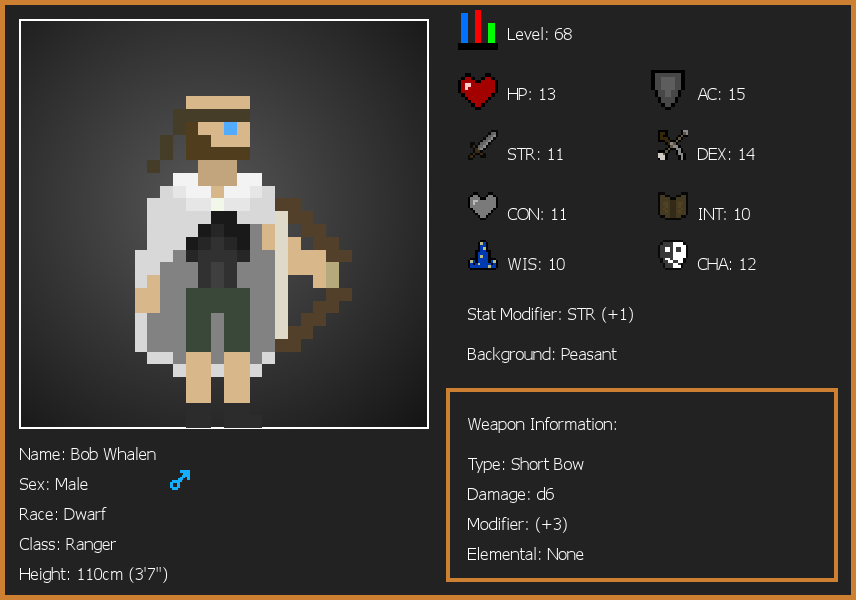 Level: 68
HP: 13
AC: 15
STR: 11
DEX: 14
CON: 11
INT: 10
WIS: 10
CHA: 12
Stat Modifier: STR (+1)
Background: Peasant
Weapon Information:
Type: Short Bow
Damage: d6
Modifier: (+3)
Elemental: None
Name: Bob Whalen
Sex: Male
Race: Dwarf
Class: Ranger
Height: 110cm (3'7")